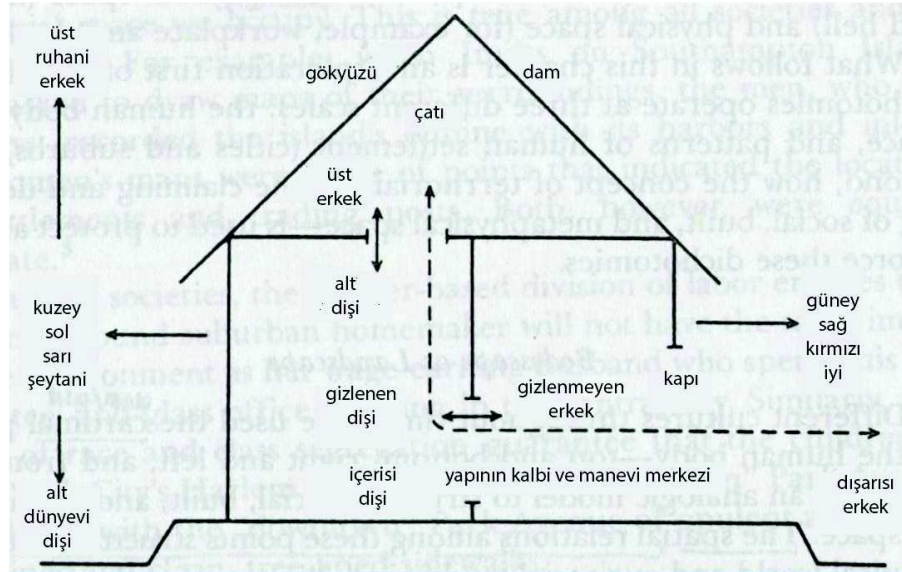 üst
ruhani
erkek
gökyüzü
dam
çatı
üst
erkek
alt
dişi
kuzey
sol
sarı
şeytani
güney
sağ
kırmızı
iyi
gizlenen
dişi
gizlenmeyen
erkek
kapı
içerisi
dişi
yapının kalbi ve manevi merkezi
alt
dünyevi
dişi
dışarısı
erkek